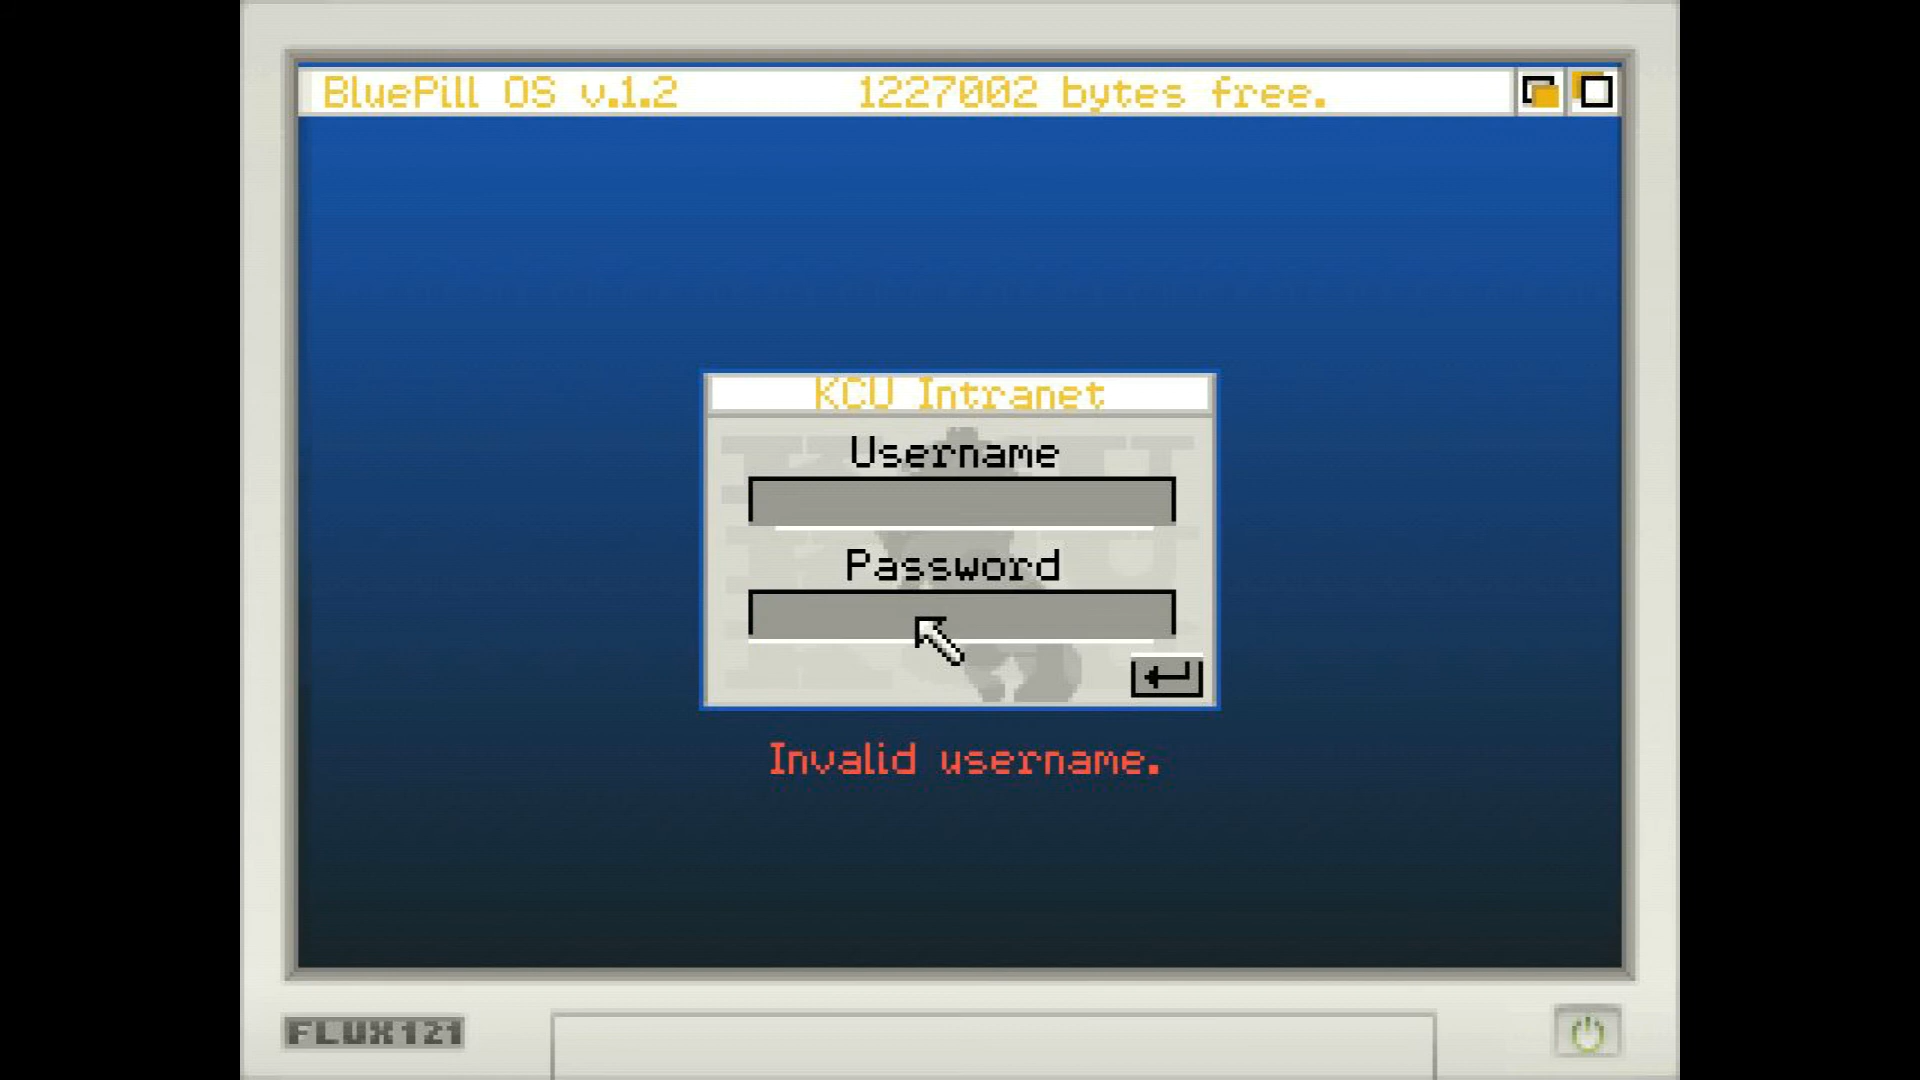 BluePill OS v.1.2 1227002 bytes free.
KCU Intranet
Username
Password
Invalid username.
FLUX121